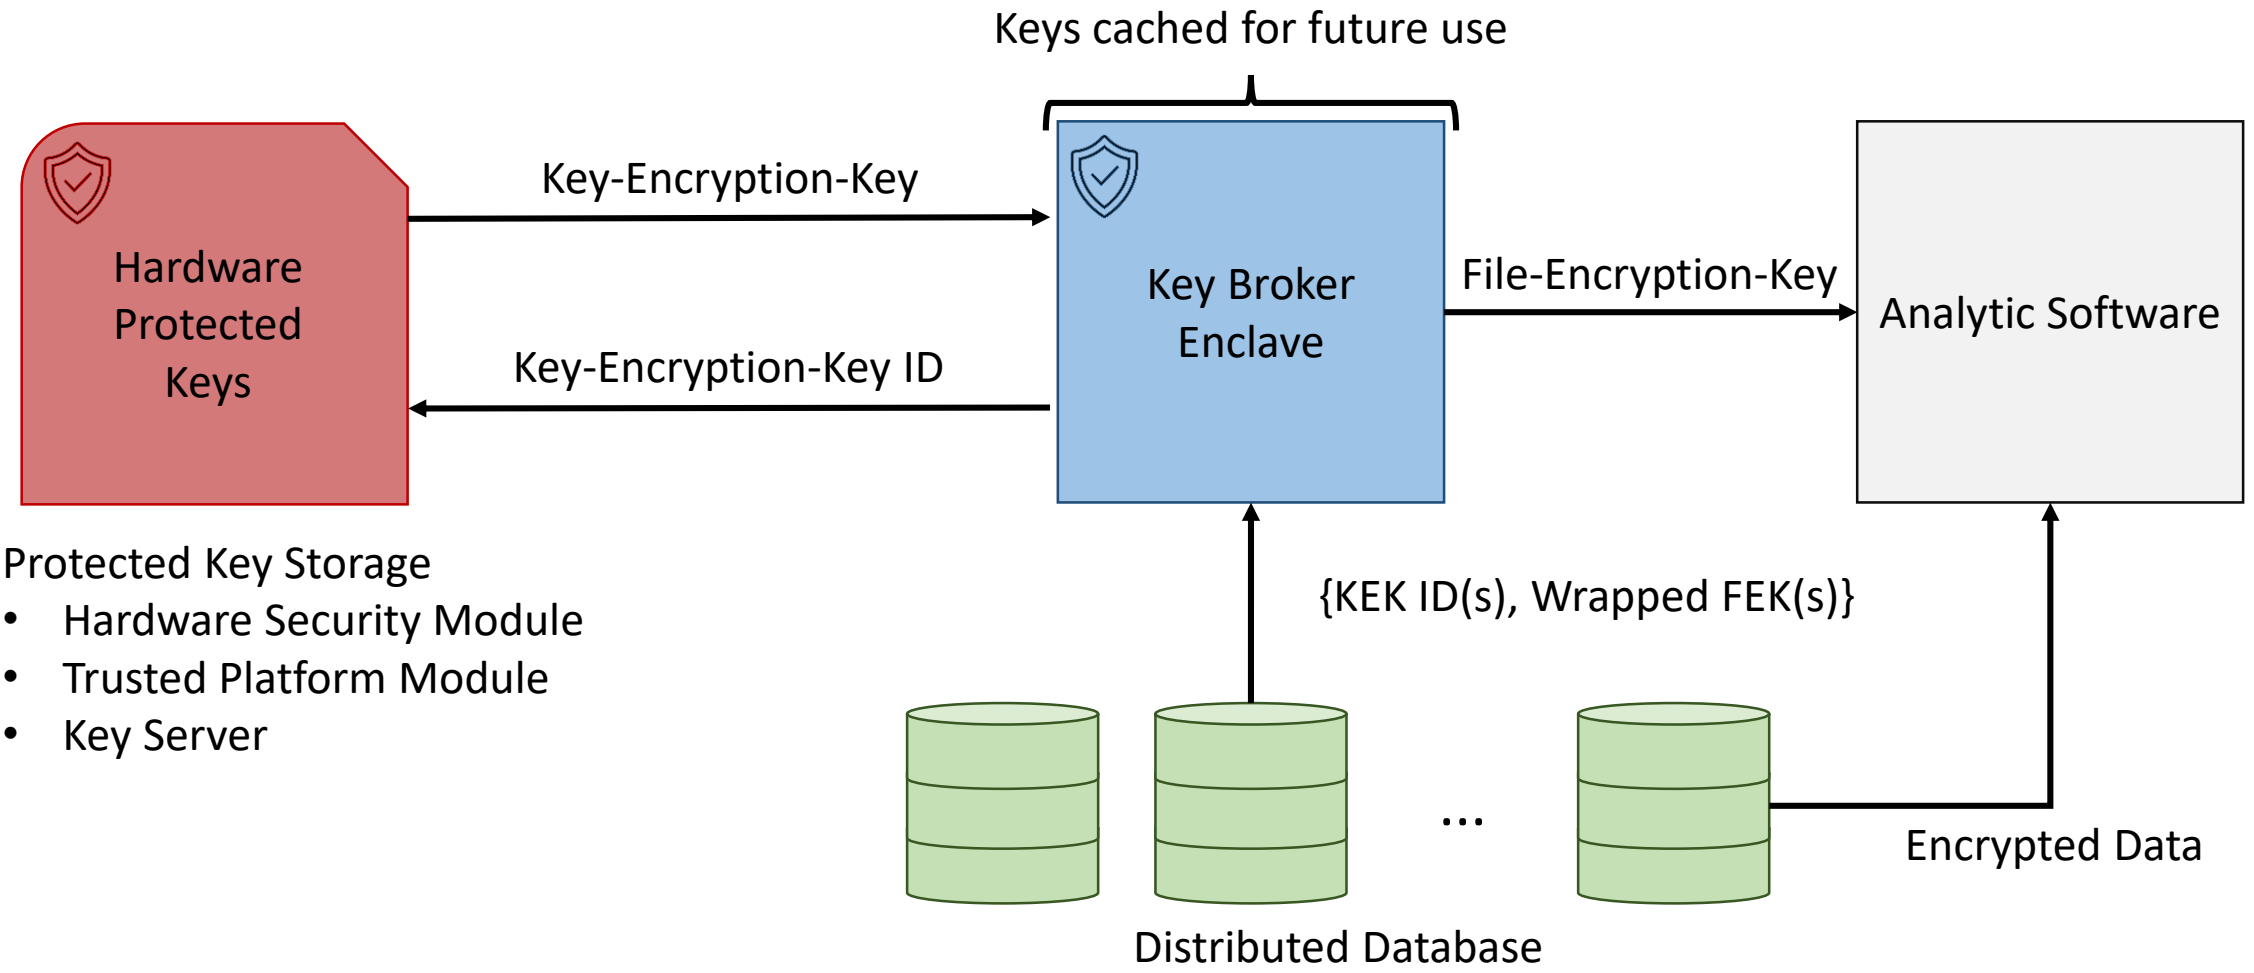 Keys cached for future use
Key-Encryption-Key
Hardware
Protected
Keys
Key-Encryption-Key ID
Key Broker
Enclave
File-Encryption-Key
Analytic Software
Protected Key Storage
• Hardware Security Module
• Trusted Platform Module
• Key Server
{KEK ID(s), Wrapped FEK(s)}
...
Encrypted Data
Distributed Database